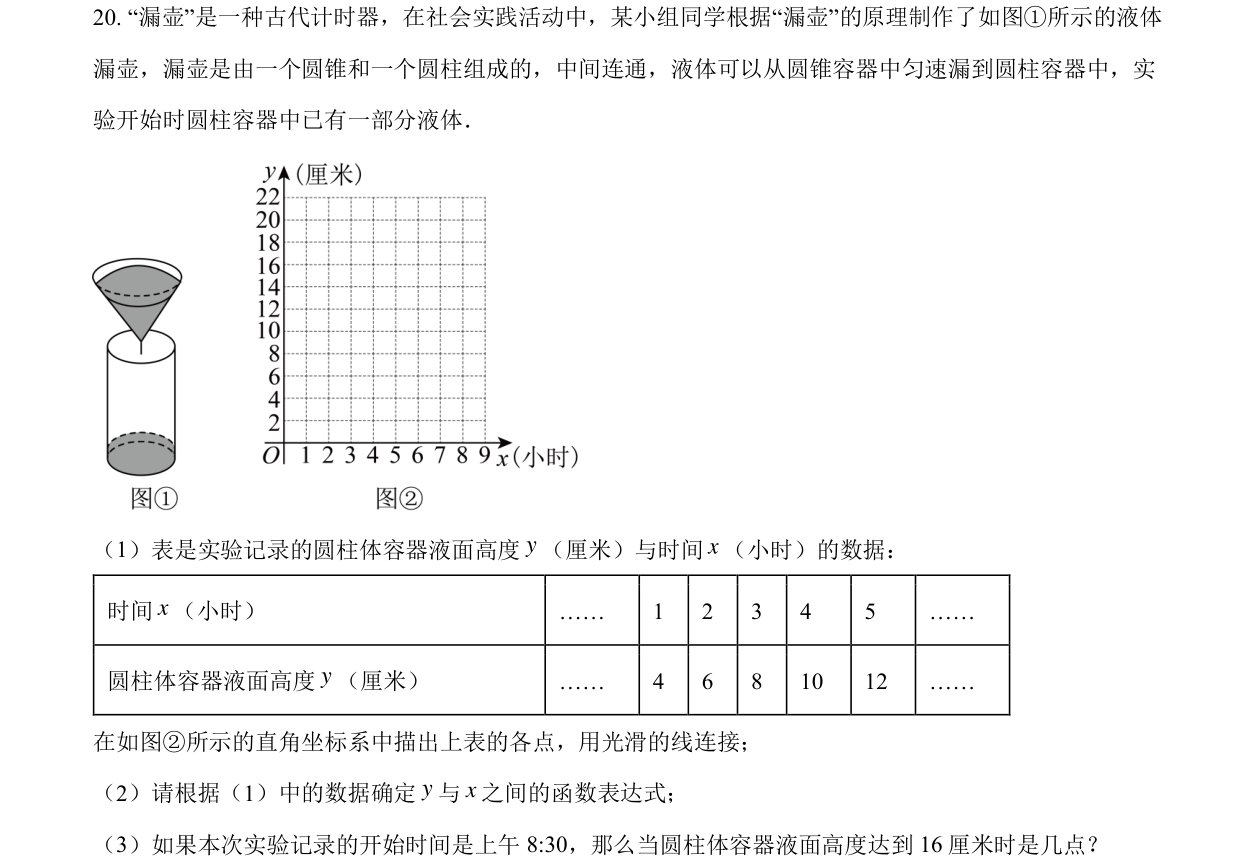 20. “漏壶”是一种古代计时器，在社会实践活动中，某小组同学根据“漏壶”的原理制作了如图①所示的液体
漏壶，漏壶是由一个圆锥和一个圆柱组成的，中间连通，液体可以从圆锥容器中匀速漏到圆柱容器中，实
验开始时圆柱容器中已有一部分液体．
y (厘米)
22
20
18
16
14
12
10
8
6
4
2
O 1 2 3 4 5 6 7 8 9 x (小时)
图① 图②
（1）表是实验记录的圆柱体容器液面高度 y（厘米）与时间 x（小时）的数据：
时间 x（小时） …… 1 2 3 4 5 ……
圆柱体容器液面高度 y（厘米） …… 4 6 8 10 12 ……
在如图②所示的直角坐标系中描出上表的各点，用光滑的线连接；
（2）请根据（1）中的数据确定 y 与 x 之间的函数表达式；
（3）如果本次实验记录的开始时间是上午 8:30，那么当圆柱体容器液面高度达到 16 厘米时是几点？